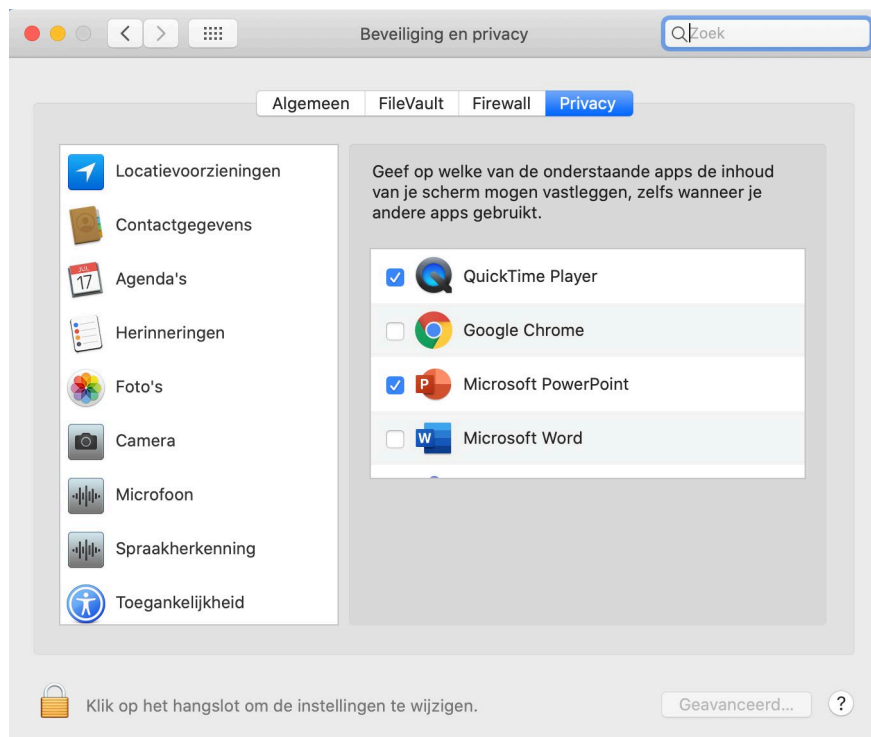 Beveiliging en privacy
Zoek
Algemeen FileVault Firewall Privacy
Locatievoorzieningen
Contactgegevens
JUL
17
Agenda's
Herinneringen
Foto's
Camera
Microfoon
Spraakherkenning
Toegankelijkheid
Geef op welke van de onderstaande apps de inhoud
van je scherm mogen vastleggen, zelfs wanneer je
andere apps gebruikt.
QuickTime Player
Google Chrome
P
Microsoft PowerPoint
W
Microsoft Word
Klik op het hangslot om de instellingen te wijzigen.
Geavanceerd...
?